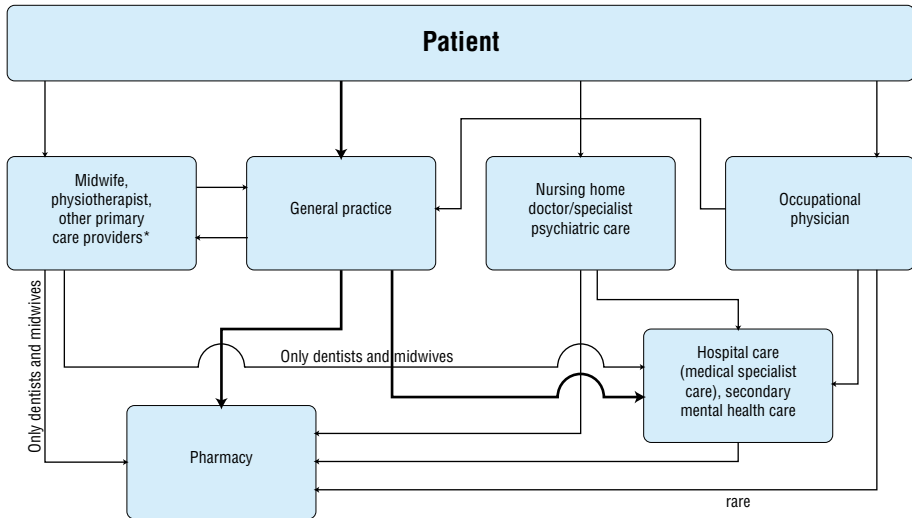 Patient
Midwife,
physiotherapist,
other primary
care providers*
General practice
Nursing home
doctor/specialist
psychiatric care
Occupational
physician
Only dentists and midwives
Only dentists and midwives
Hospital care
(medical specialist
care), secondary
mental health care
Pharmacy
rare